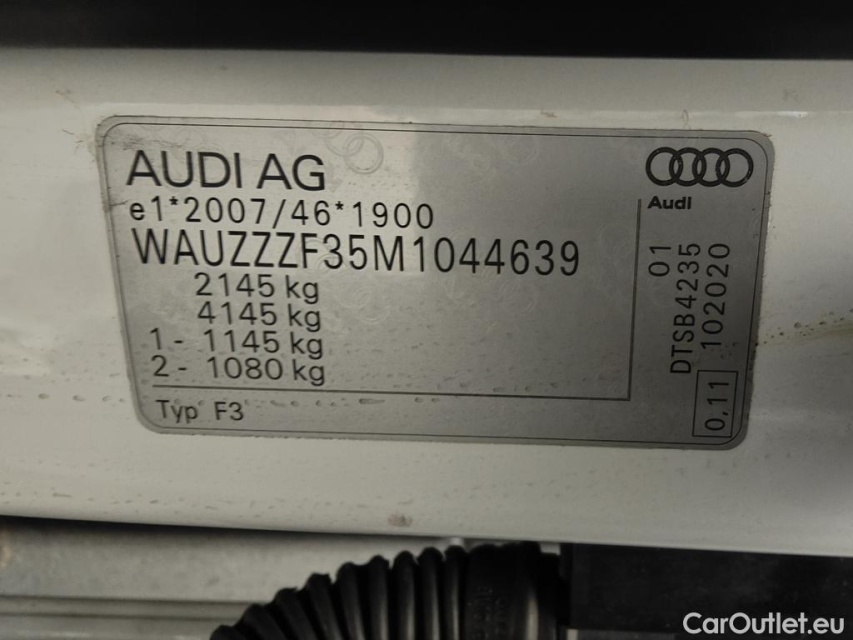 AUDI AG
Audi
e1*2007/46*1900
WAUZZZF35M1044639
2145 kg
4145 kg
1 - 1145 kg
2 - 1080 kg
Typ F3
01
DTSB4235
102020
0,11
CarOutlet.eu